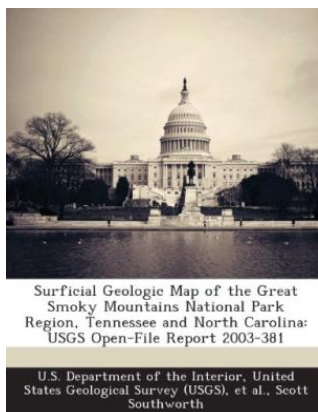 Surficial Geologic Map of the Great
Smoky Mountains National Park
Region, Tennessee and North Carolina:
USGS Open-File Report 2003-381
U.S. Department of the Interior, United
States Geological Survey (USGS), et al., Scott
Southworth